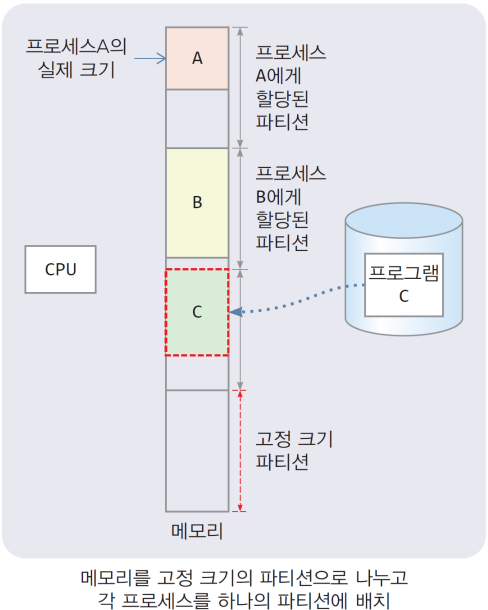 프로세스A의
실제 크기
A
프로세스
A에게
할당된
파티션
B
프로세스
B에게
할당된
파티션
CPU
프로그램
C
C
고정 크기
파티션
메모리
메모리를 고정 크기의 파티션으로 나누고
각 프로세스를 하나의 파티션에 배치